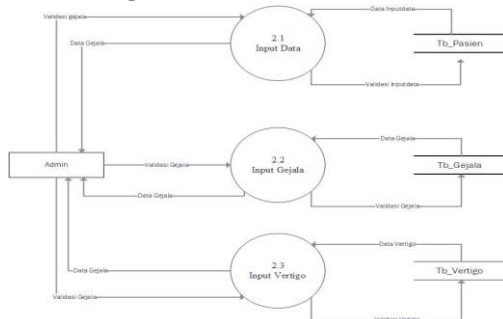 Validasi gejala
Data Gejala
2.1
Input Data
Data Inputdata
Tb_Pasien
Validasi Inputdata
Admin
Validasi Gejala
Data Gejala
2.2
Input Gejala
Data Gejala
Tb_Gejala
Validasi Gejala
Data Gejala
Validasi Gejala
2.3
Input Vertigo
Data Vertigo
Tb_Vertigo
Validasi Vertigo